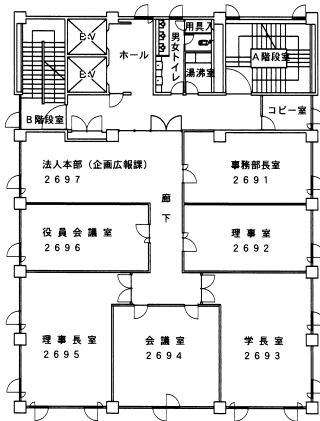 用具入
E·V
ホール
男女トイレ
A階段室
E·V
湯沸室
コピー室
B階段室
法人本部（企画広報課）
2697
事務部長室
2691
廊下
役員会議室
2696
理事室
2692
理事長室
2695
会議室
2694
学長室
2693